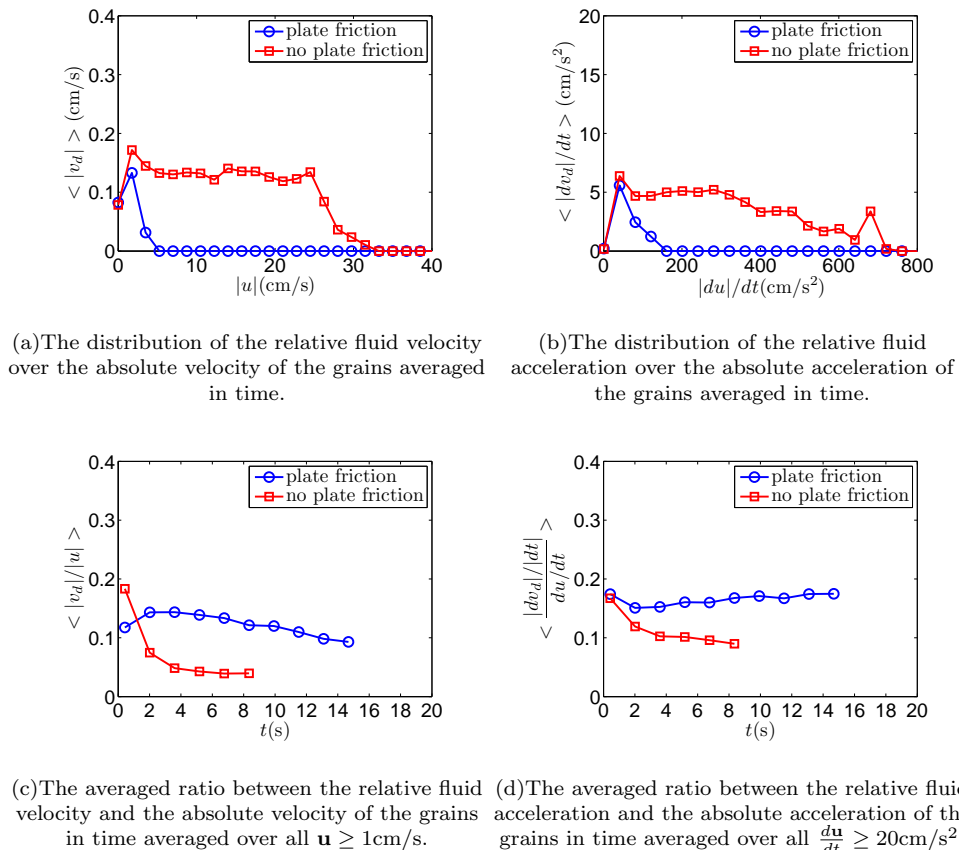 0.4
0.3
0.2
0.1
0
< |v_d| > (cm/s)
plate friction
no plate friction
0 10 20 30 40
|u|(cm/s)
20
15
10
5
0
< |dv_d|/dt > (cm/s²)
plate friction
no plate friction
0 200 400 600 800
|du|/dt(cm/s²)
(a)The distribution of the relative fluid velocity
over the absolute velocity of the grains averaged
in time.
(b)The distribution of the relative fluid
acceleration over the absolute acceleration of
the grains averaged in time.
0.4
0.3
0.2
0.1
0
< |v_d|/|u| >
plate friction
no plate friction
0 2 4 6 8 10 12 14 16 18 20
t(s)
0.4
0.3
0.2
0.1
0
< |dv_d|/|dt| / du/dt >
plate friction
no plate friction
0 2 4 6 8 10 12 14 16 18 20
t(s)
(c)The averaged ratio between the relative fluid
velocity and the absolute velocity of the grains
in time averaged over all u ≥ 1cm/s.
(d)The averaged ratio between the relative fluid
acceleration and the absolute acceleration of the
grains in time averaged over all du/dt ≥ 20cm/s²